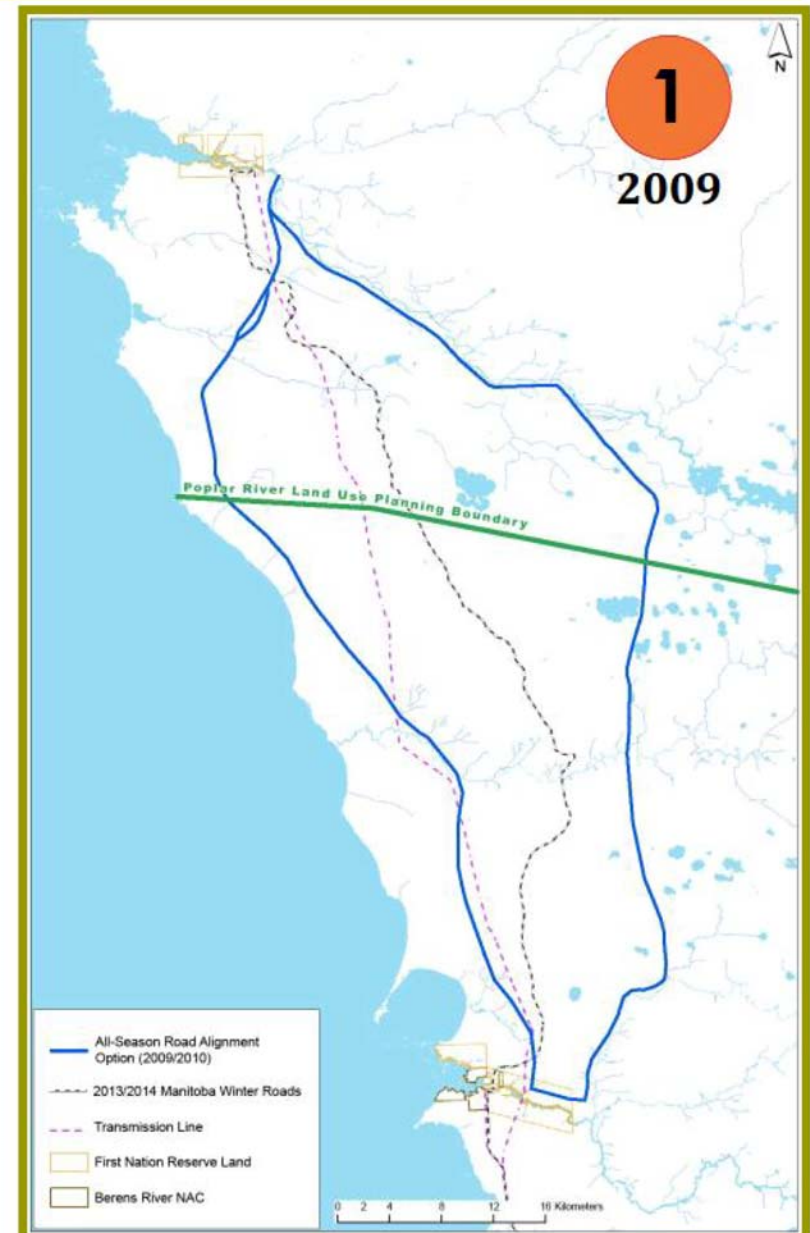 N
1
2009
Poplar River Land Use Planning Boundary
All-Season Road Alignment
Option (2009/2010)
2013/2014 Manitoba Winter Roads
Transmission Line
First Nation Reserve Land
Berens River NAC
0 2 4 8 12 16 Kilometers